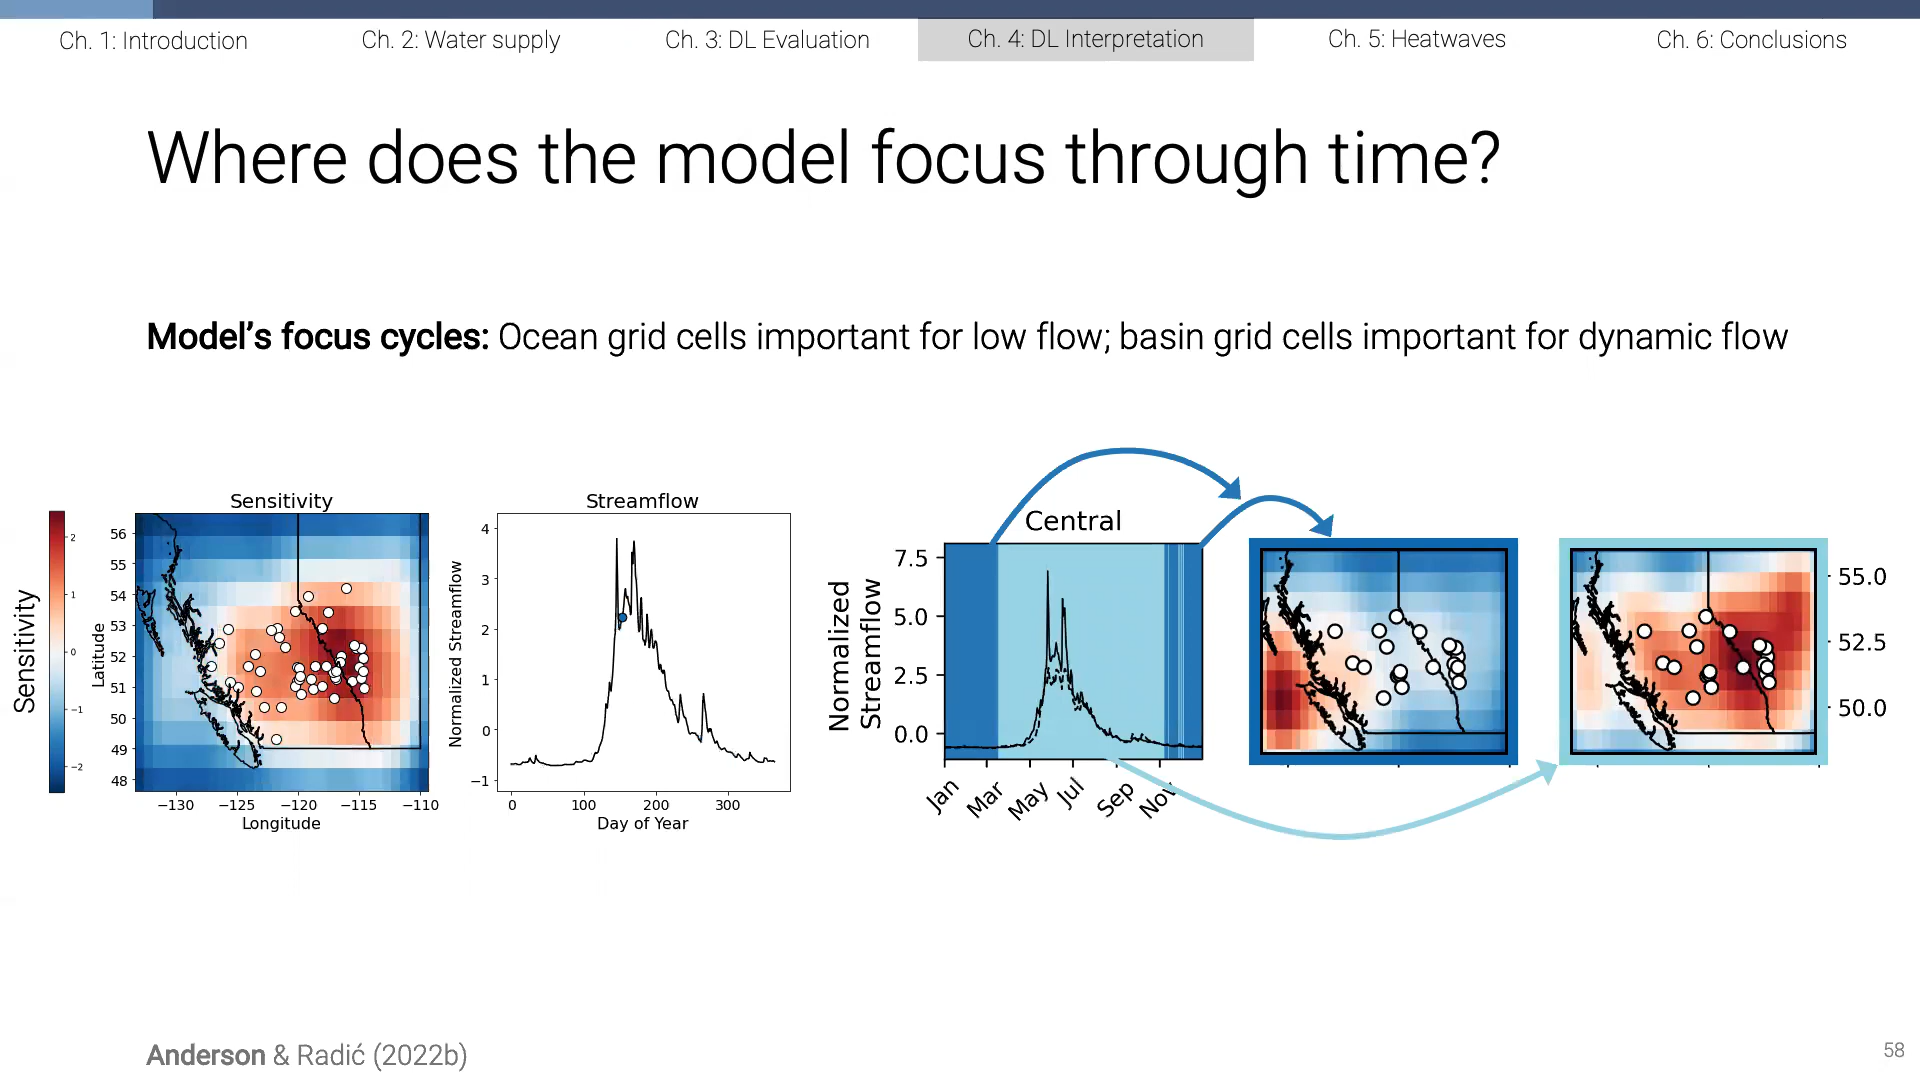 Ch. 1: Introduction
Ch. 2: Water supply
Ch. 3: DL Evaluation
Ch. 4: DL Interpretation
Ch. 5: Heatwaves
Ch. 6: Conclusions
Where does the model focus through time?
Model's focus cycles: Ocean grid cells important for low flow; basin grid cells important for dynamic flow
Sensitivity
2
1
0
−1
−2
Sensitivity
Latitude
56
55
54
53
52
51
50
49
48
−130
−125
−120
−115
−110
Longitude
Streamflow
Normalized Streamflow
4
3
2
1
0
−1
0
100
200
300
Day of Year
Central
Normalized
Streamflow
7.5
5.0
2.5
0.0
Jan
Mar
May
Jul
Sep
Nov
55.0
52.5
50.0
Anderson & Radić (2022b)
58